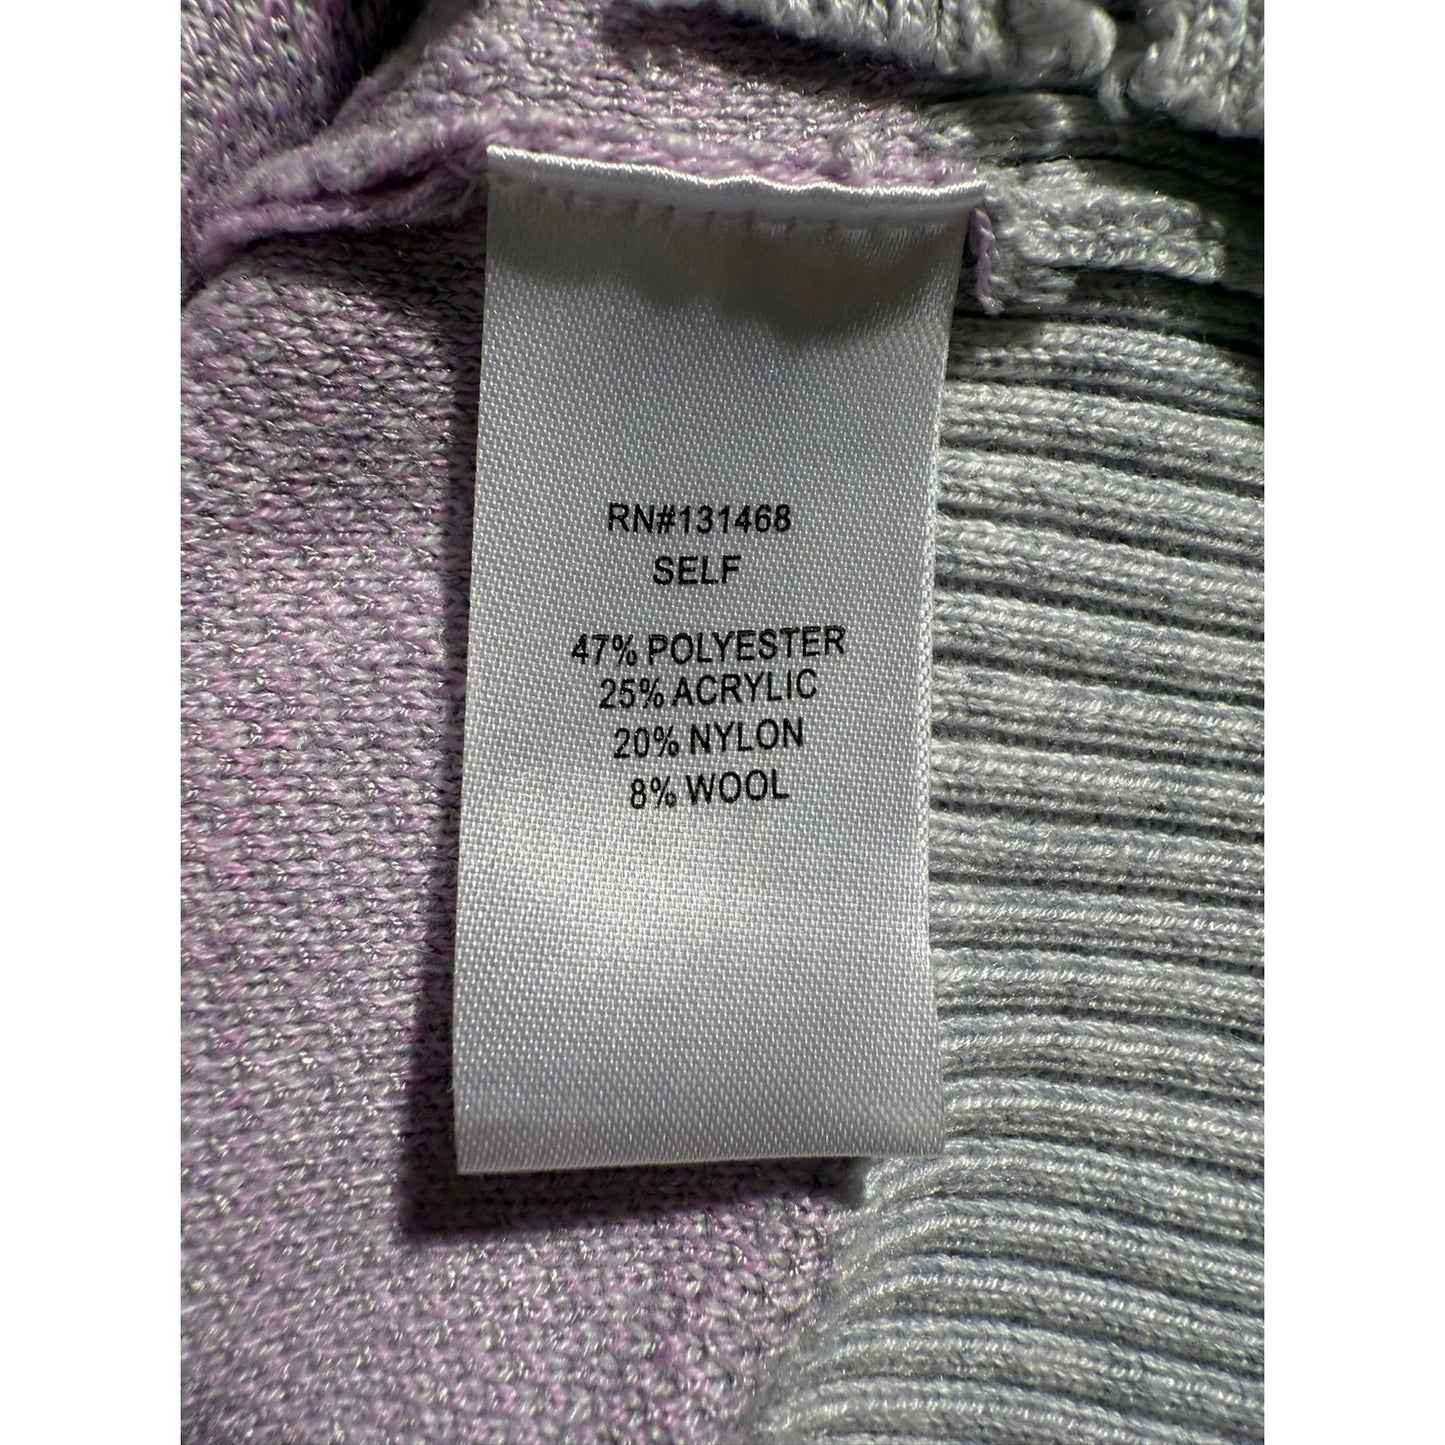 RN#131468
SELF
47% POLYESTER
25% ACRYLIC
20% NYLON
8% WOOL